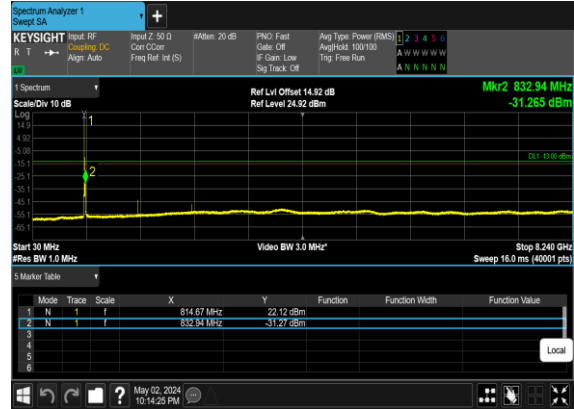 Spectrum Analyzer 1
Swept SA
+
KEYSIGHT Input: RF Input Z: 50 Ω #Atten: 20 dB PNO: Fast Avg Type: Power (RMS) 1 2 3 4 5 6
R T Coupling: DC Corr CCorr Gate: Off Avg|Hold: 100/100 A W W W W W
Align: Auto Freq Ref: Int (S) IF Gain: Low Trig: Free Run
LM Sig Track: Off A N N N N N
1 Spectrum Ref Lvl Offset 14.92 dB Mkr2 832.94 MHz
Scale/Div 10 dB Ref Level 24.92 dBm -31.265 dBm
Log
14.9 1
4.92
-5.08
DL1 -13.00 dBm
-15.1
-25.1 2
-35.1
-45.1
-55.1
-65.1
Start 30 MHz Video BW 3.0 MHz* Stop 8.240 GHz
#Res BW 1.0 MHz Sweep 16.0 ms (40001 pts)
5 Marker Table
Mode Trace Scale X Y Function Function Width Function Value
1 N 1 f 814.67 MHz 22.12 dBm
2 N 1 f 832.94 MHz -31.27 dBm
3
4
Local
5
6
? May 02, 2024
10:14:25 PM